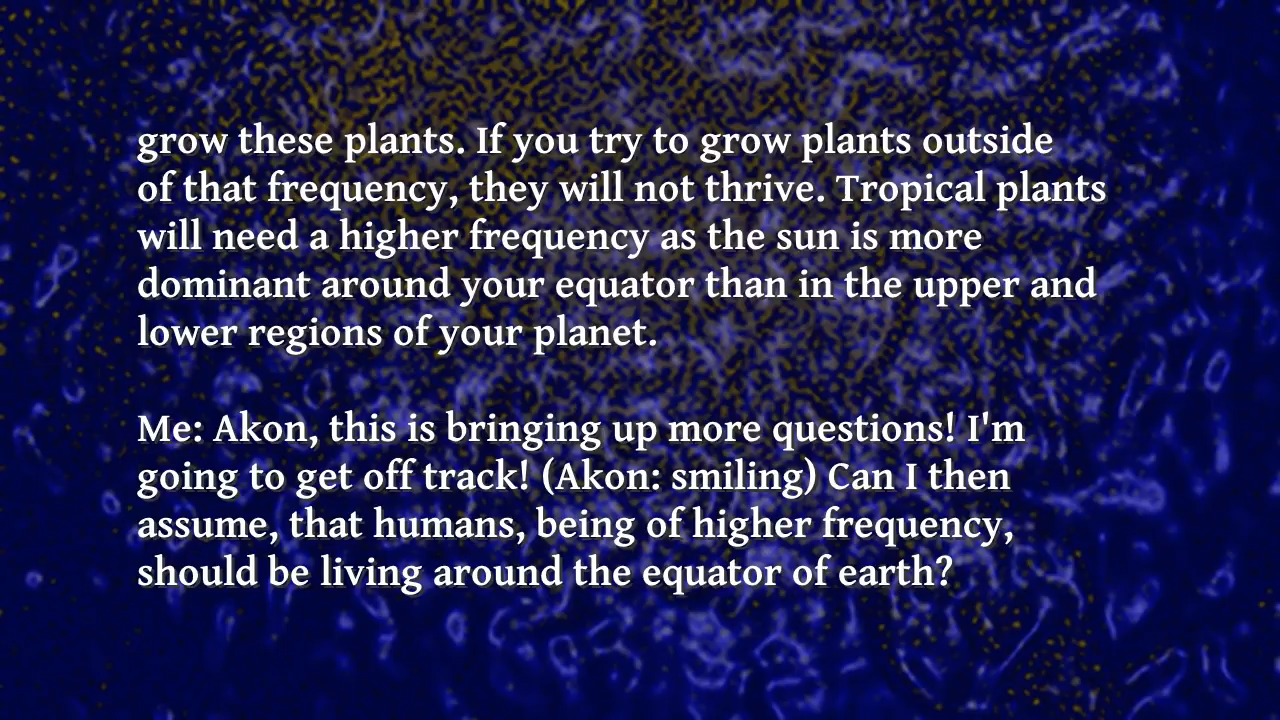 grow these plants. If you try to grow plants outside
of that frequency, they will not thrive. Tropical plants
will need a higher frequency as the sun is more
dominant around your equator than in the upper and
lower regions of your planet.
Me: Akon, this is bringing up more questions! I'm
going to get off track! (Akon: smiling) Can I then
assume, that humans, being of higher frequency,
should be living around the equator of earth?